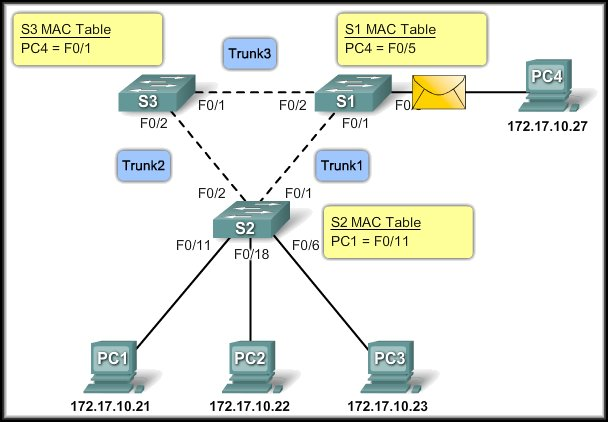 S3 MAC Table
PC4 = F0/1
Trunk3
S1 MAC Table
PC4 = F0/5
S3
F0/1
F0/2
S1
PC4
F0/2
F0/1
172.17.10.27
Trunk2
Trunk1
F0/2
F0/1
S2
S2 MAC Table
PC1 = F0/11
F0/11
F0/18
F0/6
PC1
PC2
PC3
172.17.10.21
172.17.10.22
172.17.10.23